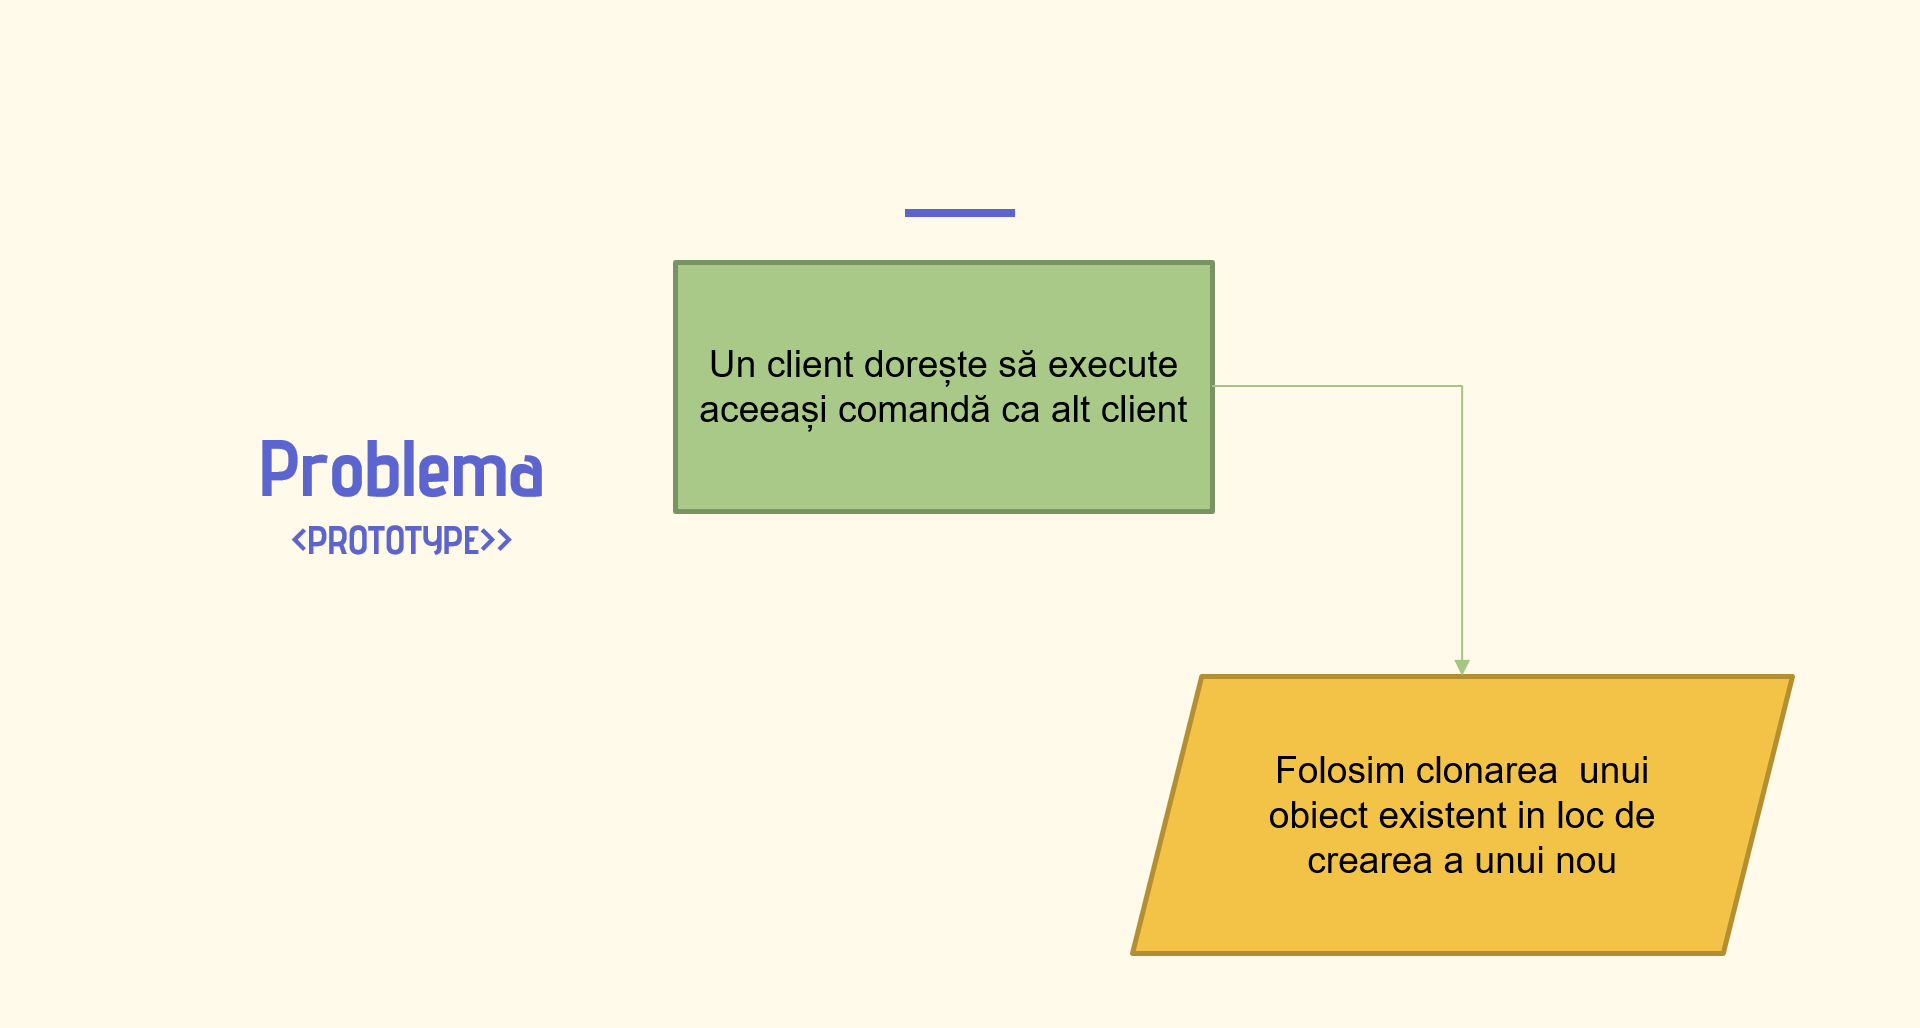 Problema
<PROTOTYPE>>
Un client dorește să execute
aceeași comandă ca alt client
Folosim clonarea  unui
obiect existent in loc de
crearea a unui nou